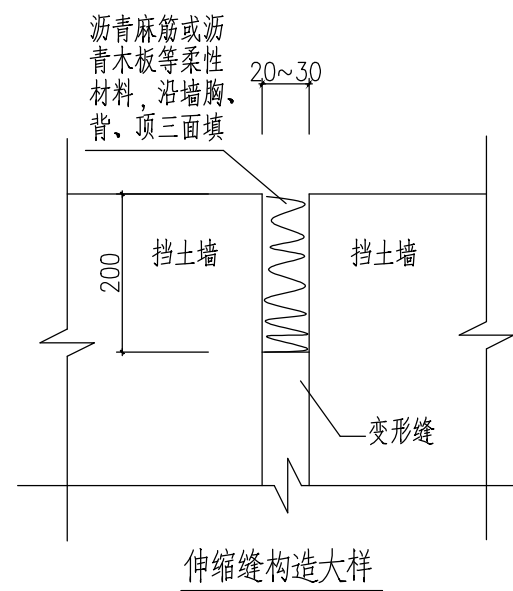 沥青麻筋或沥
青木板等柔性
材料，沿墙胸、
背、顶三面填
20~30
挡土墙
挡土墙
200
变形缝
伸缩缝构造大样